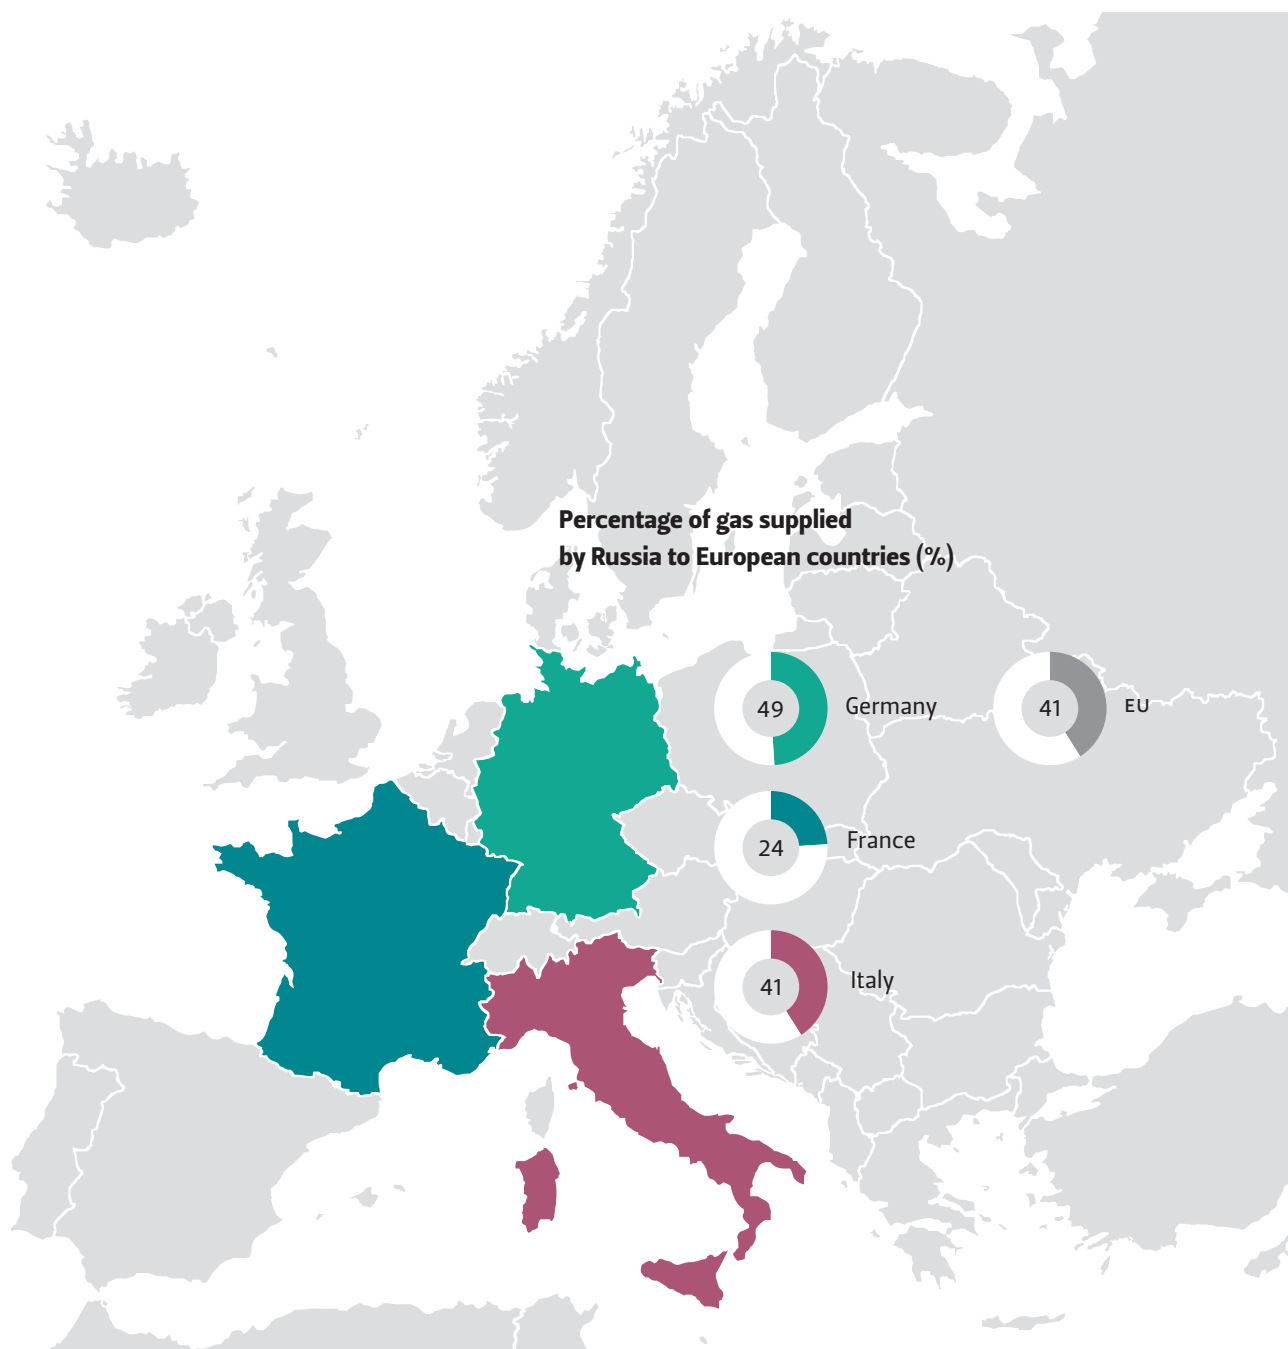 Percentage of gas supplied
by Russia to European countries (%)
49 Germany
41 EU
24 France
41 Italy